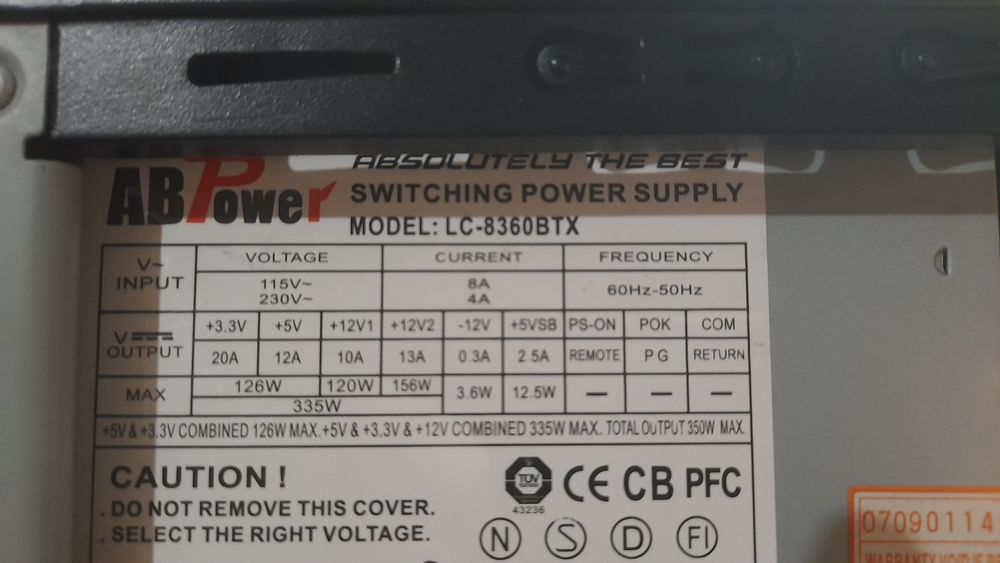 ABSOLUTELY THE BEST
ABPower
SWITCHING POWER SUPPLY
MODEL: LC-8360BTX
V~ INPUT VOLTAGE CURRENT FREQUENCY
115V~ 8A 60Hz-50Hz
230V~ 4A
V OUTPUT +3.3V +5V +12V1 +12V2 -12V +5VSB PS-ON POK COM
20A 12A 10A 13A 0.3A 2.5A REMOTE P G RETURN
MAX 126W 120W 156W 3.6W 12.5W — — —
335W
+5V & +3.3V COMBINED 126W MAX.+5V & +3.3V & +12V COMBINED 335W MAX. TOTAL OUTPUT 350W MAX.
CAUTION !
. DO NOT REMOVE THIS COVER.
. SELECT THE RIGHT VOLTAGE.
TÜV CE CB PFC
43236
N S D FI
07090114
WARRANTY VOID